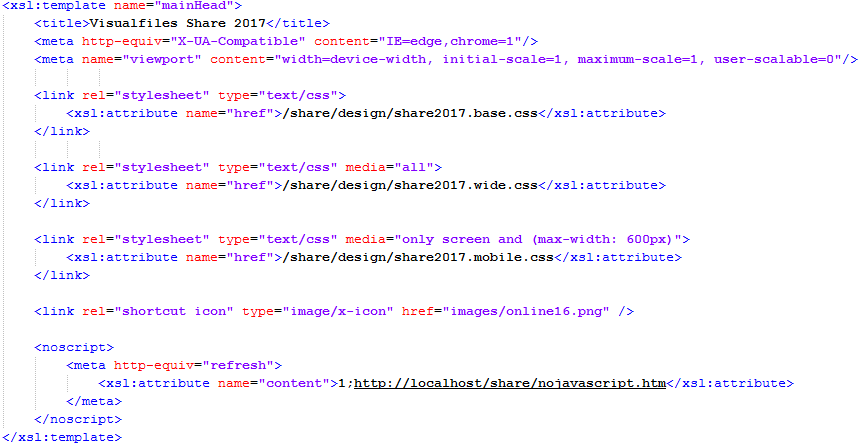 <xsl:template name="mainHead">
<title>Visualfiles Share 2017</title>
<meta http-equiv="X-UA-Compatible" content="IE=edge,chrome=1"/>
<meta name="viewport" content="width=device-width, initial-scale=1, maximum-scale=1, user-scalable=0"/>
<link rel="stylesheet" type="text/css">
<xsl:attribute name="href">/share/design/share2017.base.css</xsl:attribute>
</link>
<link rel="stylesheet" type="text/css" media="all">
<xsl:attribute name="href">/share/design/share2017.wide.css</xsl:attribute>
</link>
<link rel="stylesheet" type="text/css" media="only screen and (max-width: 600px)">
<xsl:attribute name="href">/share/design/share2017.mobile.css</xsl:attribute>
</link>
<link rel="shortcut icon" type="image/x-icon" href="images/online16.png" />
<noscript>
<meta http-equiv="refresh">
<xsl:attribute name="content">1;http://localhost/share/nojavascript.htm</xsl:attribute>
</meta>
</noscript>
</xsl:template>